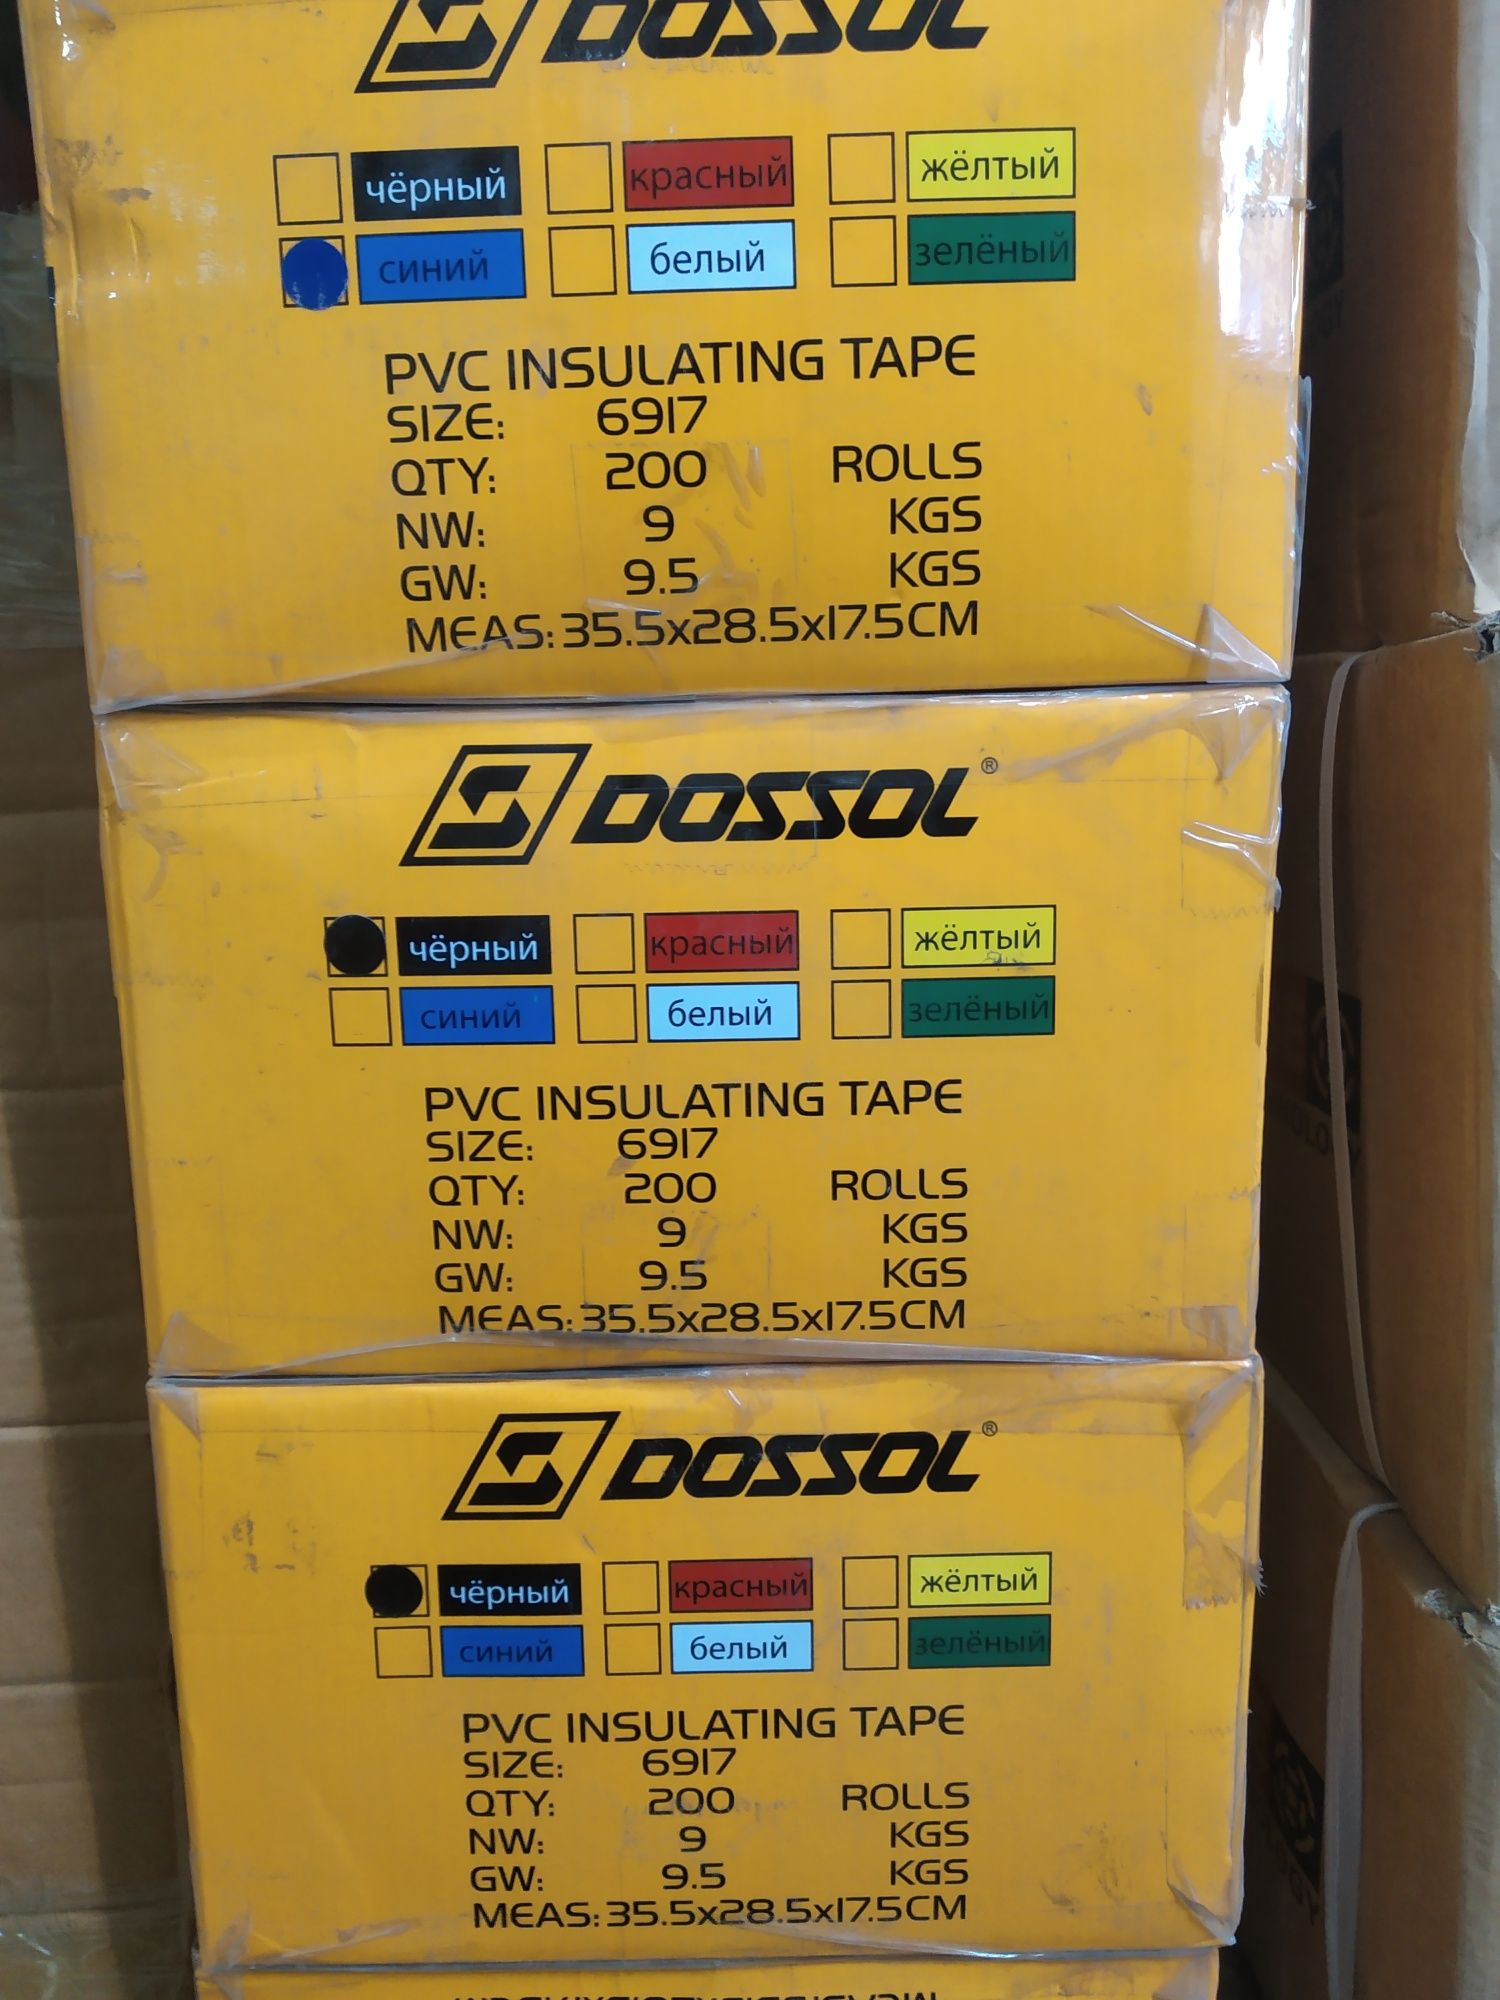 DOSSOL
чёрный красный жёлтый
синий белый зелёный
PVC INSULATING TAPE
SIZE: 6917
QTY: 200 ROLLS
NW: 9 KGS
GW: 9.5 KGS
MEAS: 35.5x28.5x17.5CM
DOSSOL®
чёрный красный жёлтый
синий белый зелёный
PVC INSULATING TAPE
SIZE: 6917
QTY: 200 ROLLS
NW: 9 KGS
GW: 9.5 KGS
MEAS: 35.5x28.5x17.5CM
DOSSOL®
чёрный красный жёлтый
синий белый зелёный
PVC INSULATING TAPE
SIZE: 6917
QTY: 200 ROLLS
NW: 9 KGS
GW: 9.5 KGS
MEAS: 35.5x28.5x17.5CM